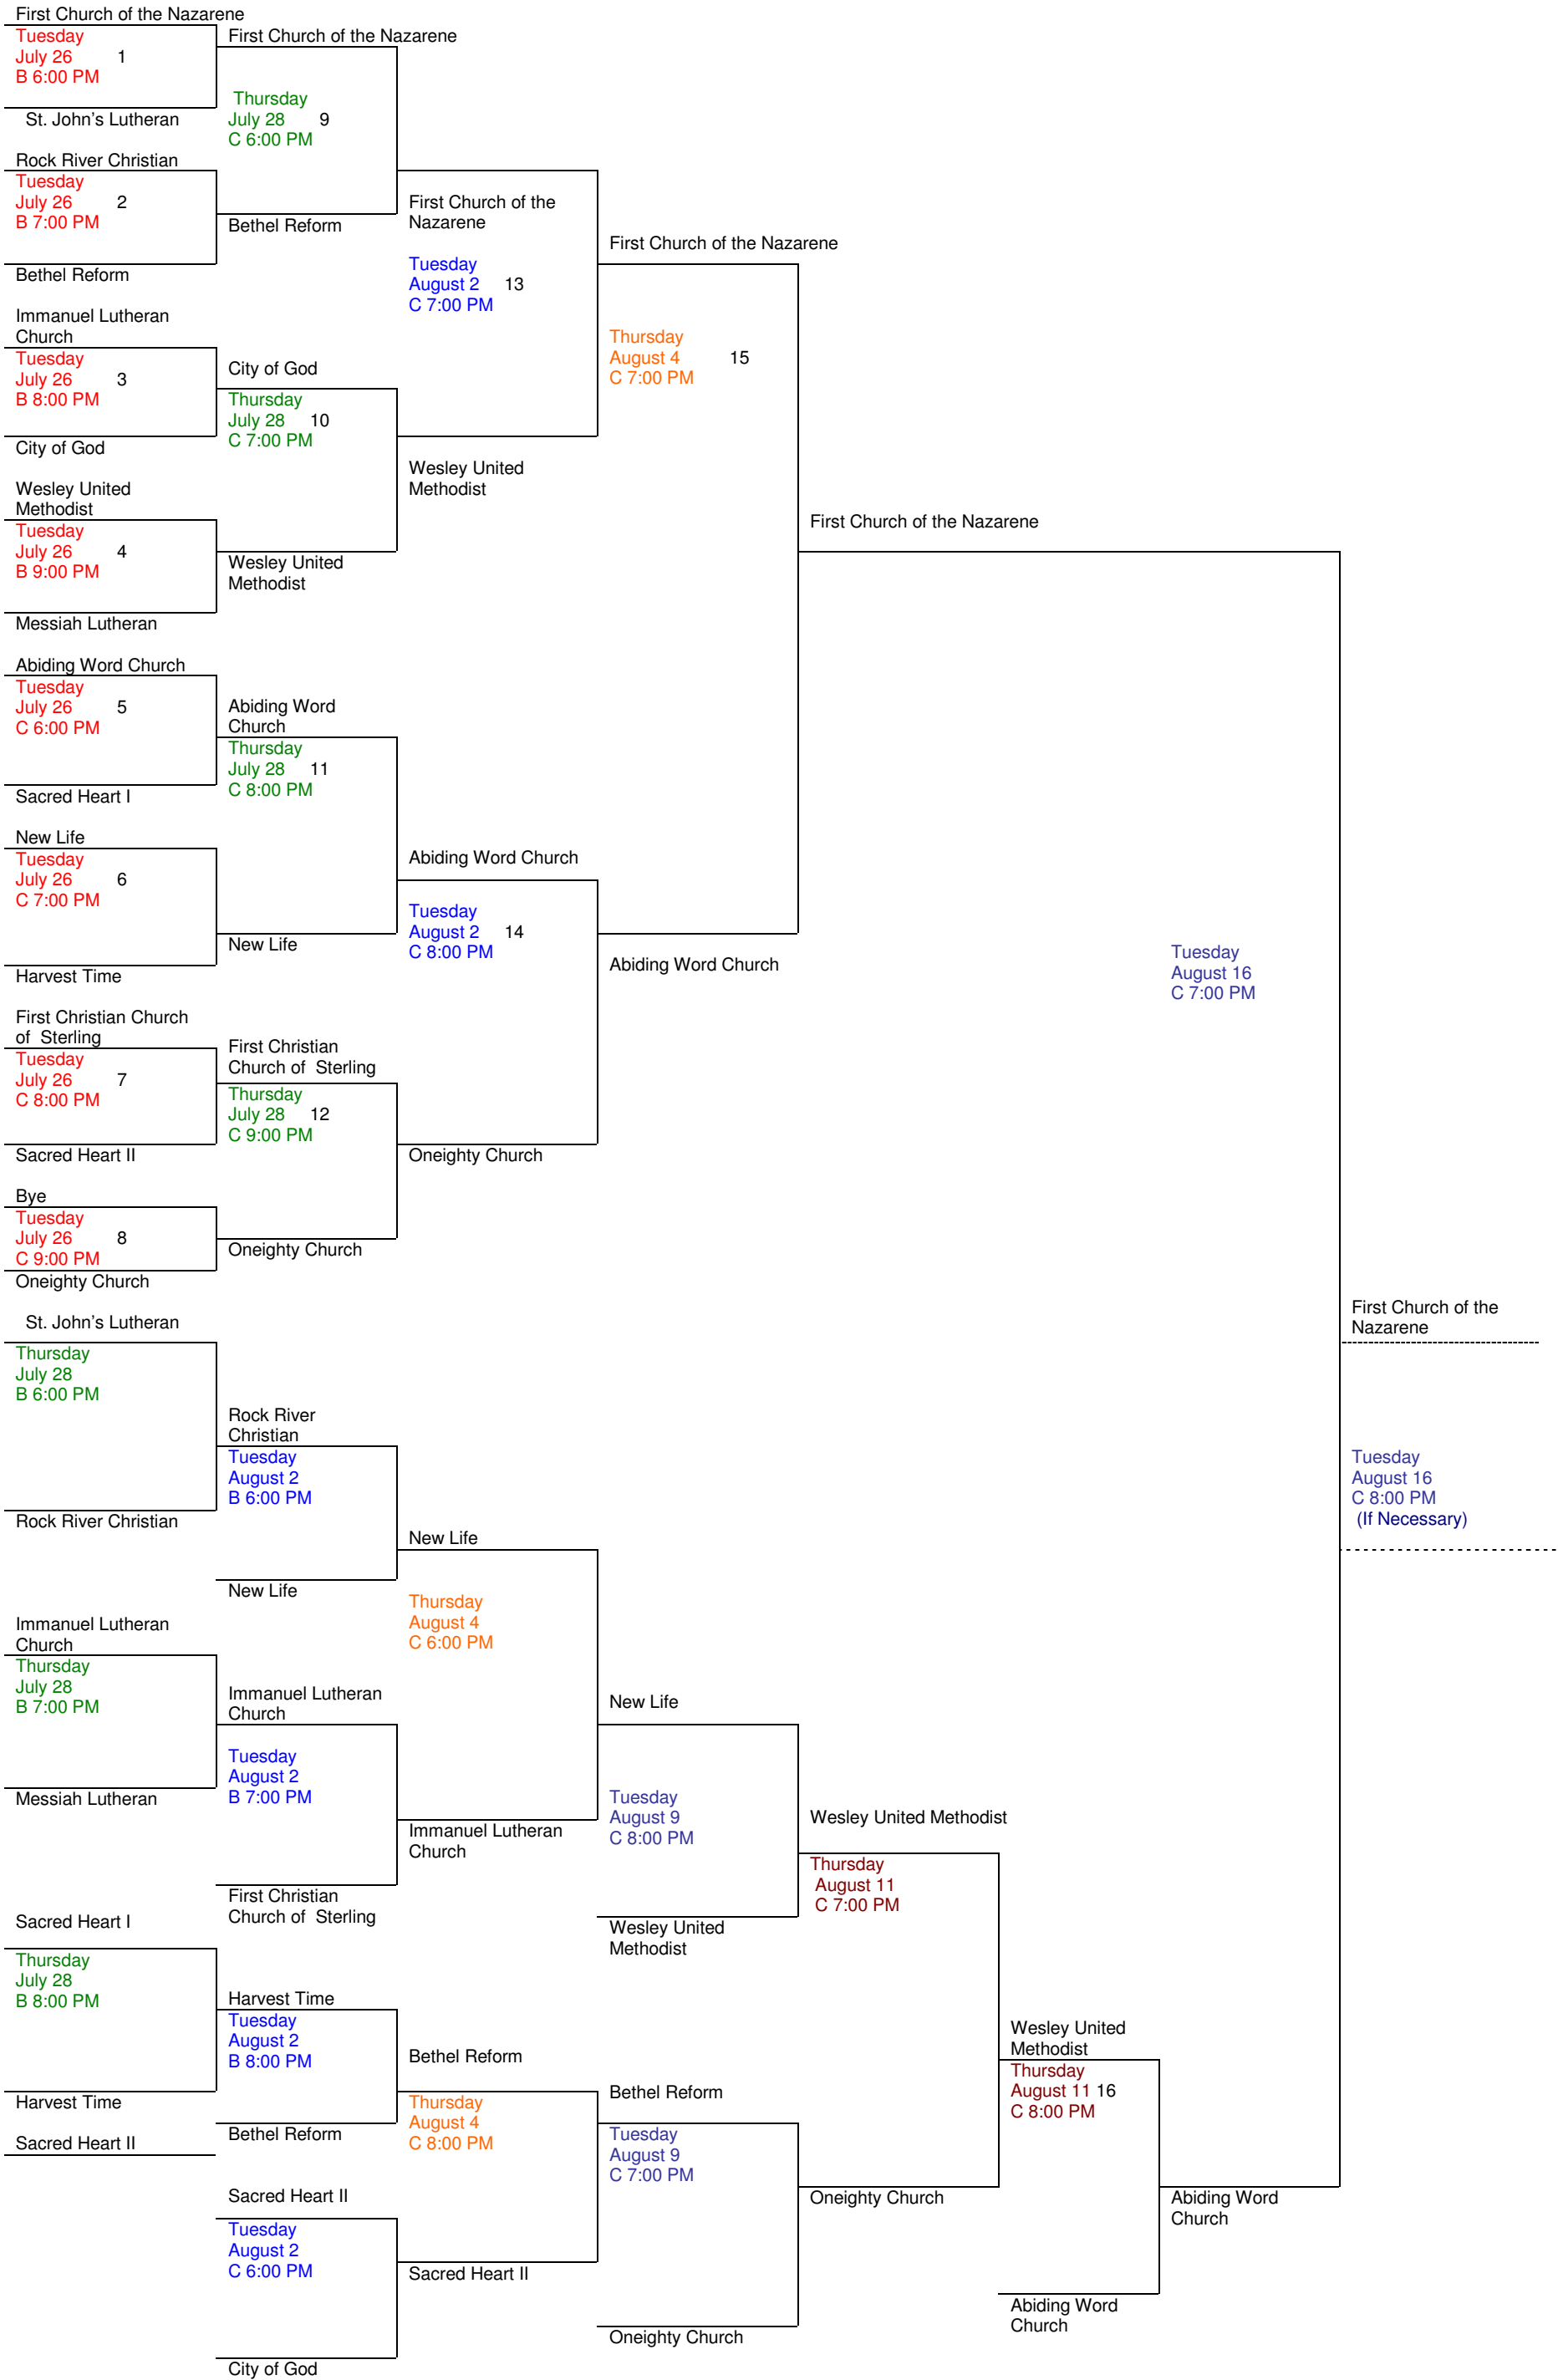 First Church of the Nazarene
Tuesday
July 26 1
B 6:00 PM
St. John's Lutheran
Rock River Christian
Tuesday
July 26 2
B 7:00 PM
Bethel Reform
Immanuel Lutheran
Church
Tuesday
July 26 3
B 8:00 PM
City of God
Wesley United
Methodist
Tuesday
July 26 4
B 9:00 PM
Messiah Lutheran
Abiding Word Church
Tuesday
July 26 5
C 6:00 PM
Sacred Heart I
New Life
Tuesday
July 26 6
C 7:00 PM
Harvest Time
First Christian Church
of Sterling
Tuesday
July 26 7
C 8:00 PM
Sacred Heart II
Bye
Tuesday
July 26 8
C 9:00 PM
Oneighty Church
First Church of the Nazarene
Thursday
July 28 9
C 6:00 PM
Bethel Reform
City of God
Thursday
July 28 10
C 7:00 PM
Wesley United
Methodist
Abiding Word
Church
Thursday
July 28 11
C 8:00 PM
New Life
First Christian
Church of Sterling
Thursday
July 28 12
C 9:00 PM
Oneighty Church
First Church of the
Nazarene
Tuesday
August 2 13
C 7:00 PM
Wesley United
Methodist
Abiding Word Church
Tuesday
August 2 14
C 8:00 PM
Oneighty Church
First Church of the Nazarene
Thursday
August 4 15
C 7:00 PM
Abiding Word Church
First Church of the Nazarene
Tuesday
August 16
C 7:00 PM
First Church of the
Nazarene
Tuesday
August 16
C 8:00 PM
(If Necessary)
St. John's Lutheran
Thursday
July 28
B 6:00 PM
Rock River Christian
Immanuel Lutheran
Church
Thursday
July 28
B 7:00 PM
Messiah Lutheran
Sacred Heart I
Thursday
July 28
B 8:00 PM
Harvest Time
Sacred Heart II
Rock River
Christian
Tuesday
August 2
B 6:00 PM
New Life
Immanuel Lutheran
Church
Tuesday
August 2
B 7:00 PM
First Christian
Church of Sterling
Harvest Time
Tuesday
August 2
B 8:00 PM
Bethel Reform
Sacred Heart II
Tuesday
August 2
C 6:00 PM
City of God
New Life
Thursday
August 4
C 6:00 PM
Immanuel Lutheran
Church
Bethel Reform
Thursday
August 4
C 8:00 PM
Sacred Heart II
New Life
Tuesday
August 9
C 8:00 PM
Wesley United
Methodist
Bethel Reform
Tuesday
August 9
C 7:00 PM
Oneighty Church
Wesley United Methodist
Thursday
August 11
C 7:00 PM
Oneighty Church
Wesley United
Methodist
Thursday
August 11 16
C 8:00 PM
Abiding Word
Church
Abiding Word
Church